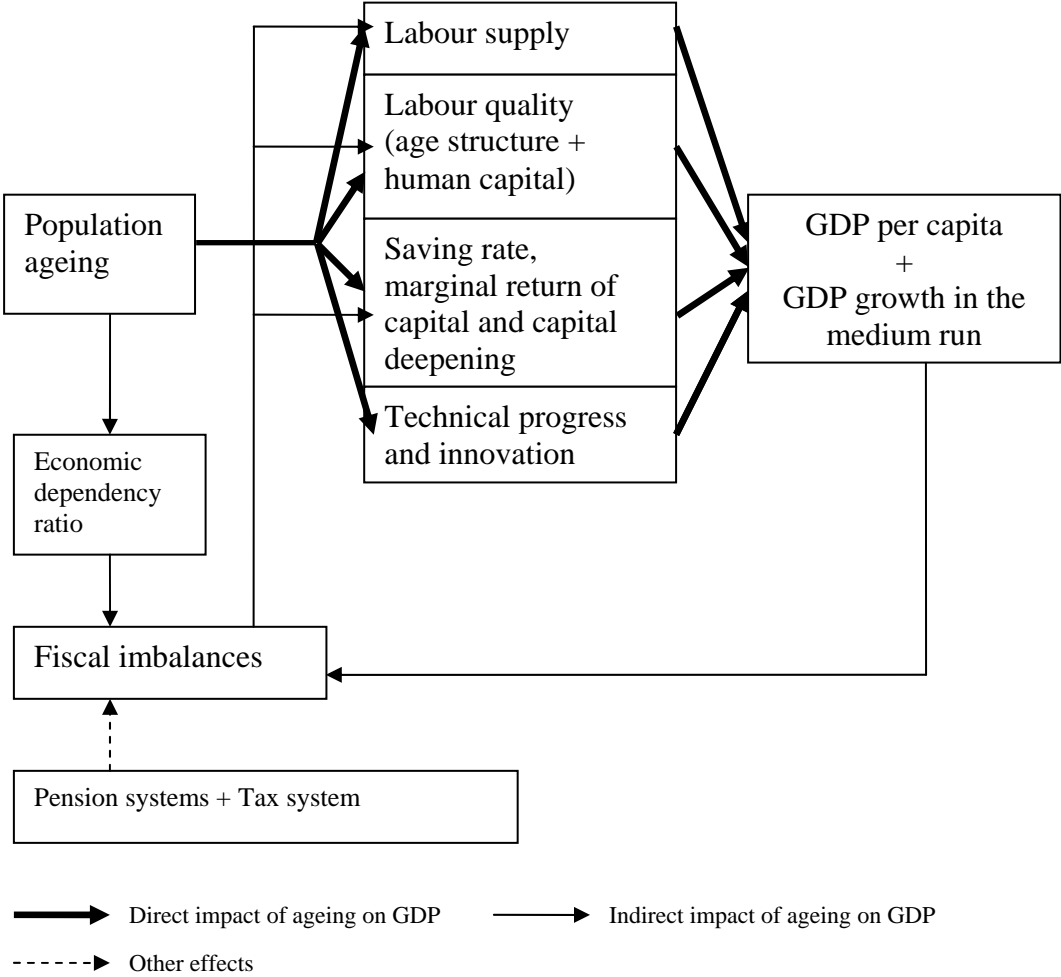 Labour supply
Labour quality
(age structure +
human capital)
Population
ageing
Saving rate,
marginal return of
capital and capital
deepening
GDP per capita
+
GDP growth in the
medium run
Technical progress
and innovation
Economic
dependency
ratio
Fiscal imbalances
Pension systems + Tax system
Direct impact of ageing on GDP
Indirect impact of ageing on GDP
Other effects